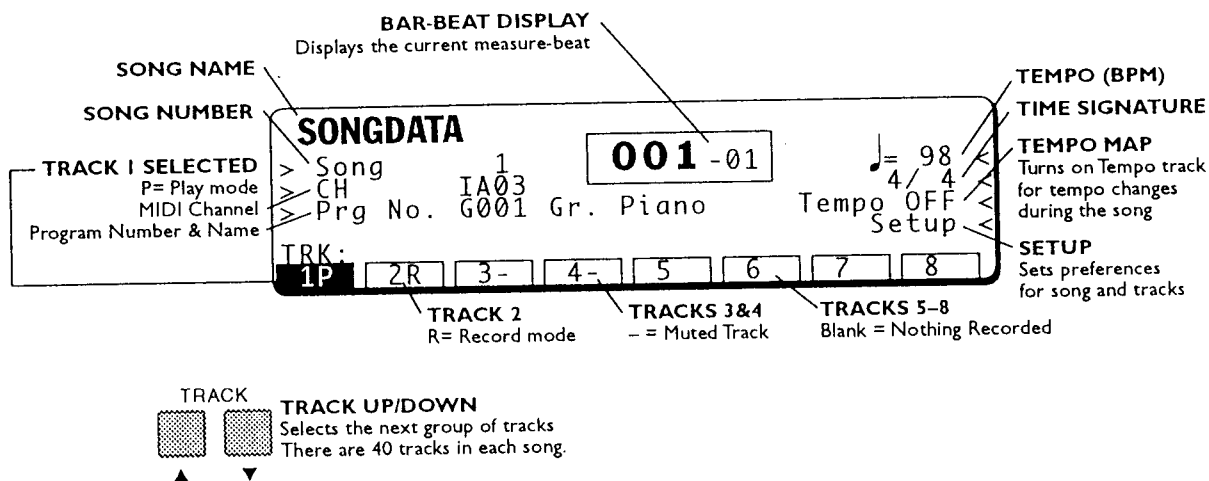 BAR-BEAT DISPLAY
Displays the current measure-beat
SONG NAME
SONG NUMBER
TRACK 1 SELECTED
P= Play mode
MIDI Channel
Program Number & Name
TEMPO (BPM)
TIME SIGNATURE
TEMPO MAP
Turns on Tempo track
for tempo changes
during the song
SETUP
Sets preferences
for song and tracks
SONGDATA
001-01
♩= 98 <
> Song 1
4/ 4 <
> CH IA03
> Prg No. G001 Gr. Piano
Tempo OFF <
Setup <
TRK:
1P 2R 3- 4- 5 6 7 8
TRACK 2
R= Record mode
TRACKS 3&4
– = Muted Track
TRACKS 5–8
Blank = Nothing Recorded
TRACK
▲ ▼
TRACK UP/DOWN
Selects the next group of tracks
There are 40 tracks in each song.